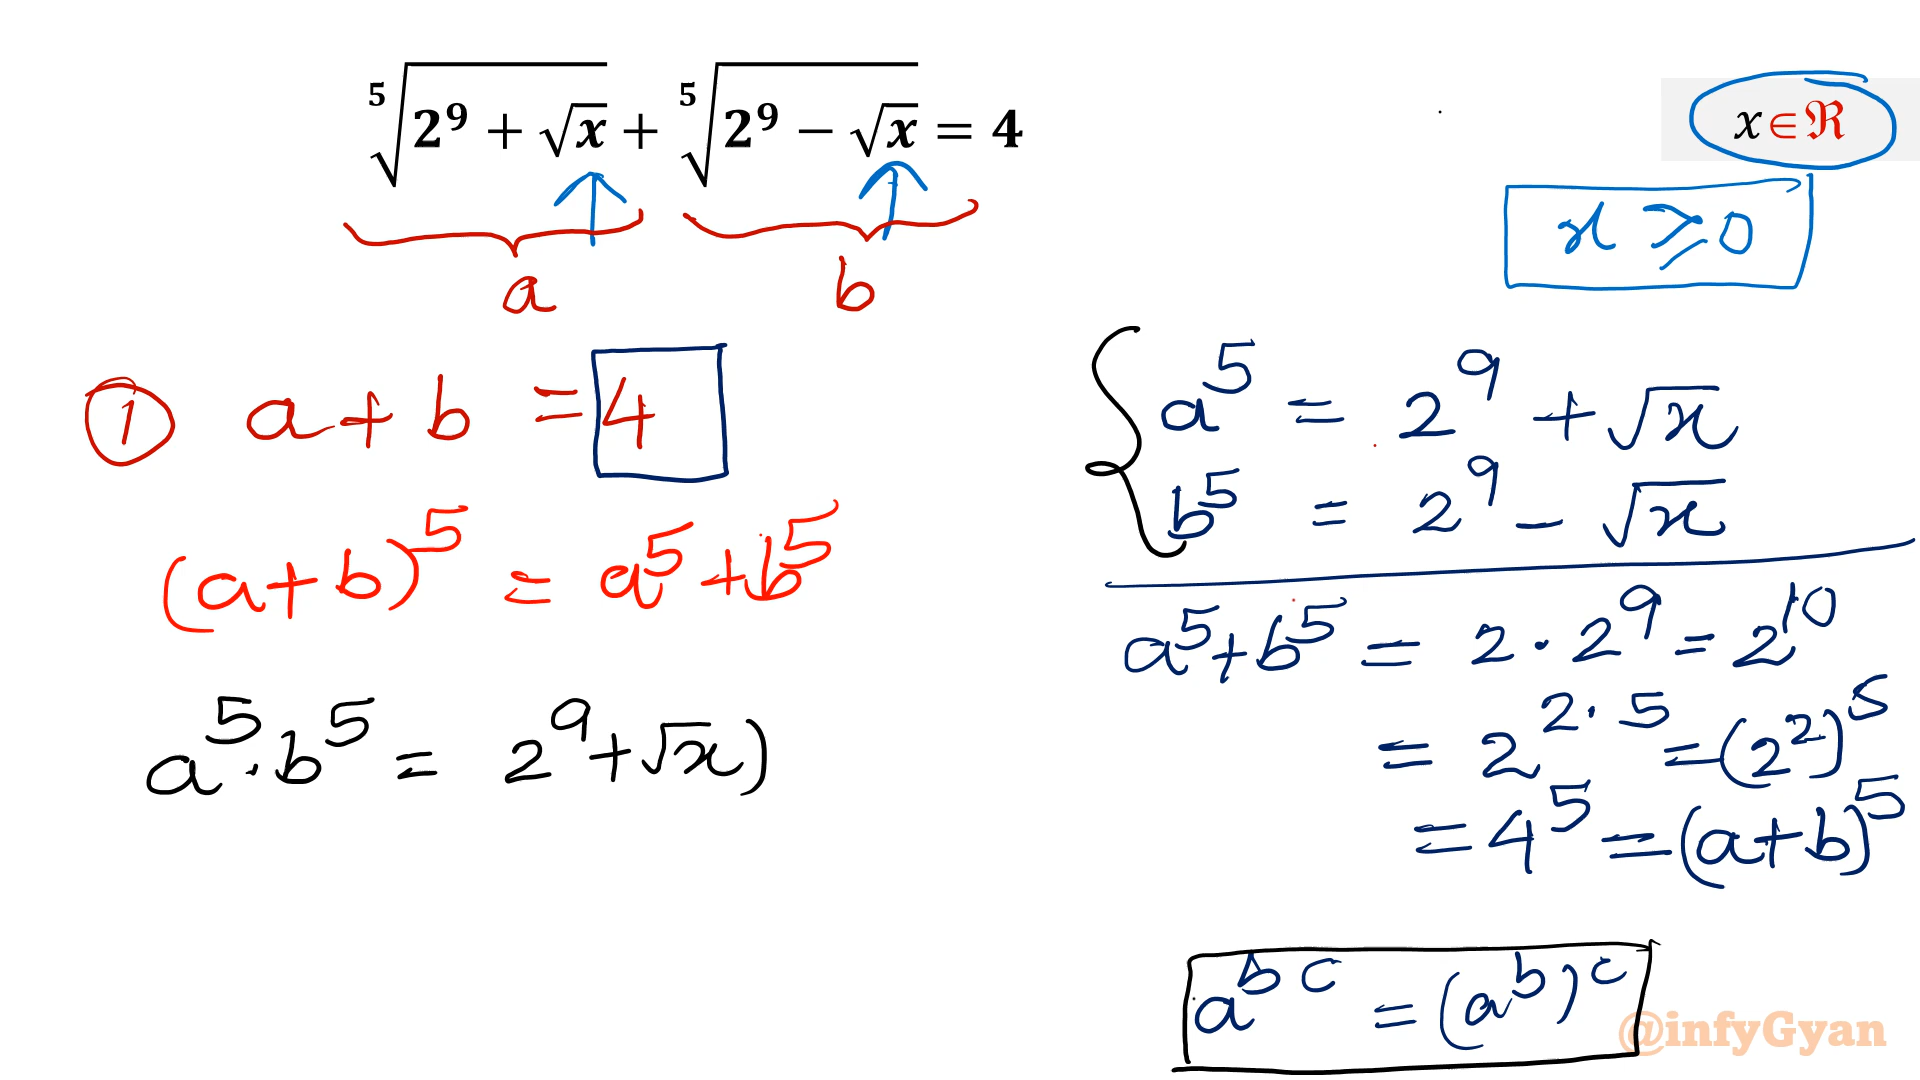 ⁵√(2⁹ + √x) + ⁵√(2⁹ − √x) = 4
x ∈ ℜ
x ⩾ 0
a
b
① a + b = 4
(a + b)⁵ = a⁵ + b⁵
a⁵ · b⁵ = 2⁹ + √x)
a⁵ = 2⁹ + √x
b⁵ = 2⁹ − √x
a⁵ + b⁵ = 2 · 2⁹ = 2¹⁰
= 2^(2 · 5) = (2²)⁵
= 4⁵ = (a + b)⁵
a^(bc) = (a^b)^c
@infyGyan